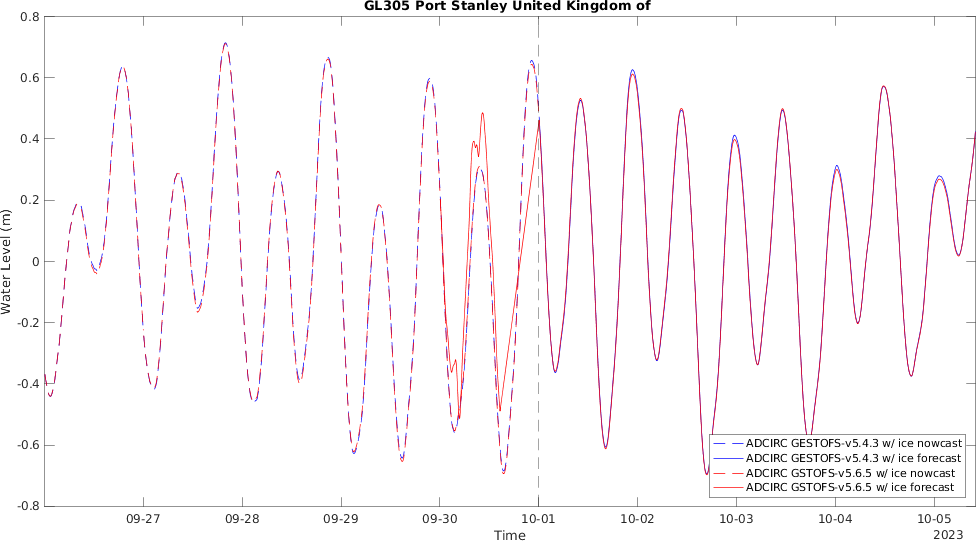 GL305 Port Stanley United Kingdom of
0.8
0.6
0.4
0.2
0
-0.2
-0.4
-0.6
-0.8
Water Level (m)
09-27 09-28 09-29 09-30 10-01 10-02 10-03 10-04 10-05
2023
Time
ADCIRC GESTOFS-v5.4.3 w/ ice nowcast
ADCIRC GESTOFS-v5.4.3 w/ ice forecast
ADCIRC GSTOFS-v5.6.5 w/ ice nowcast
ADCIRC GSTOFS-v5.6.5 w/ ice forecast